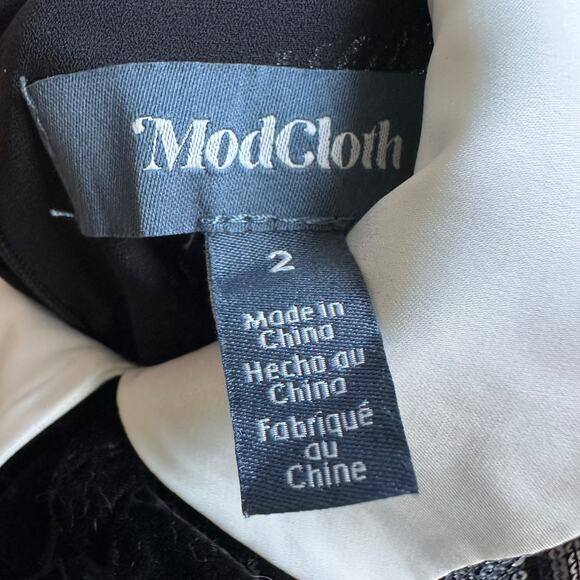 ModCloth
2
Made in
China
Hecho au
China
Fabriqué
au
Chine